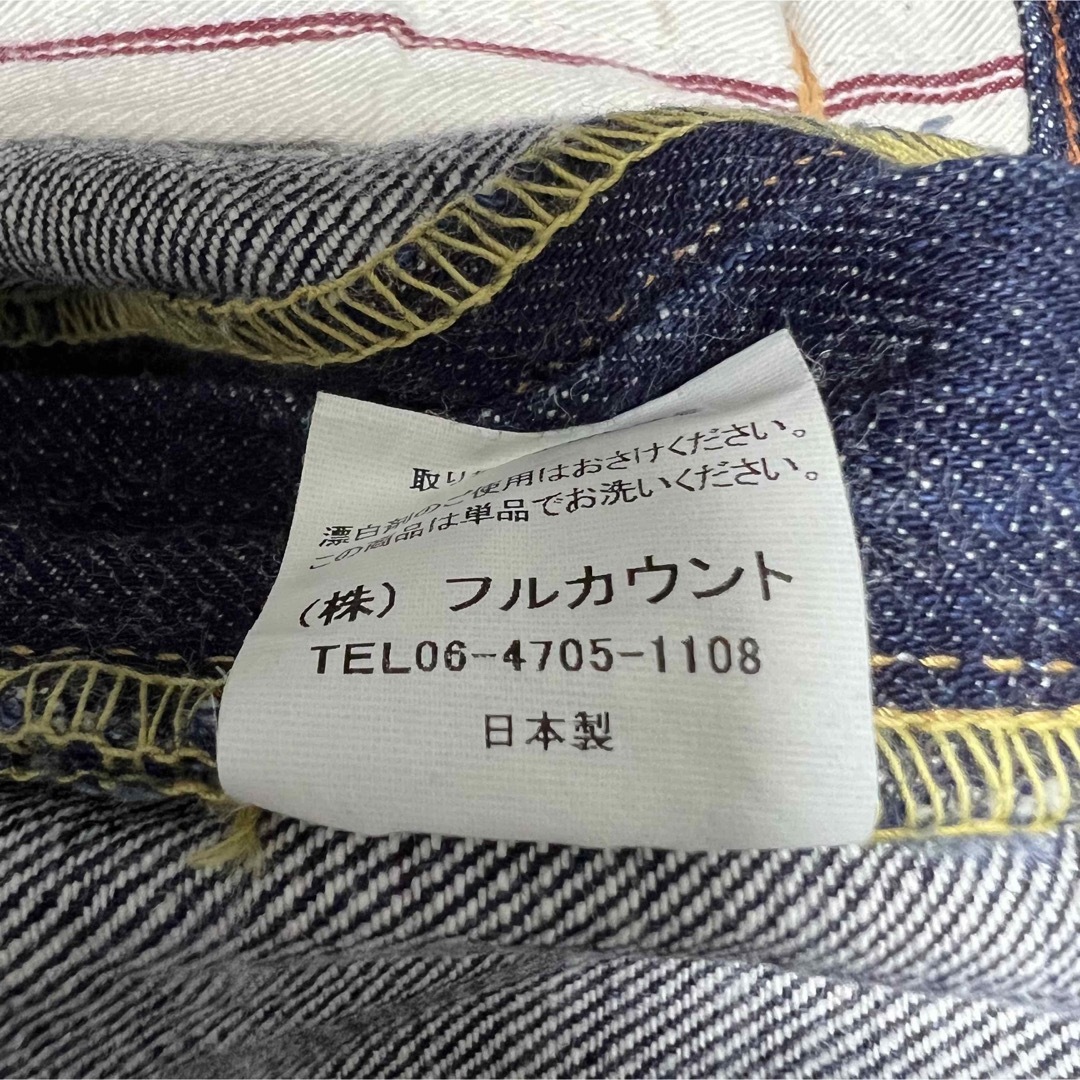 取り
漂白剤のご使用はおさけください。
この商品は単品でお洗いください。
（株）フルカウント
TEL06-4705-1108
日本製